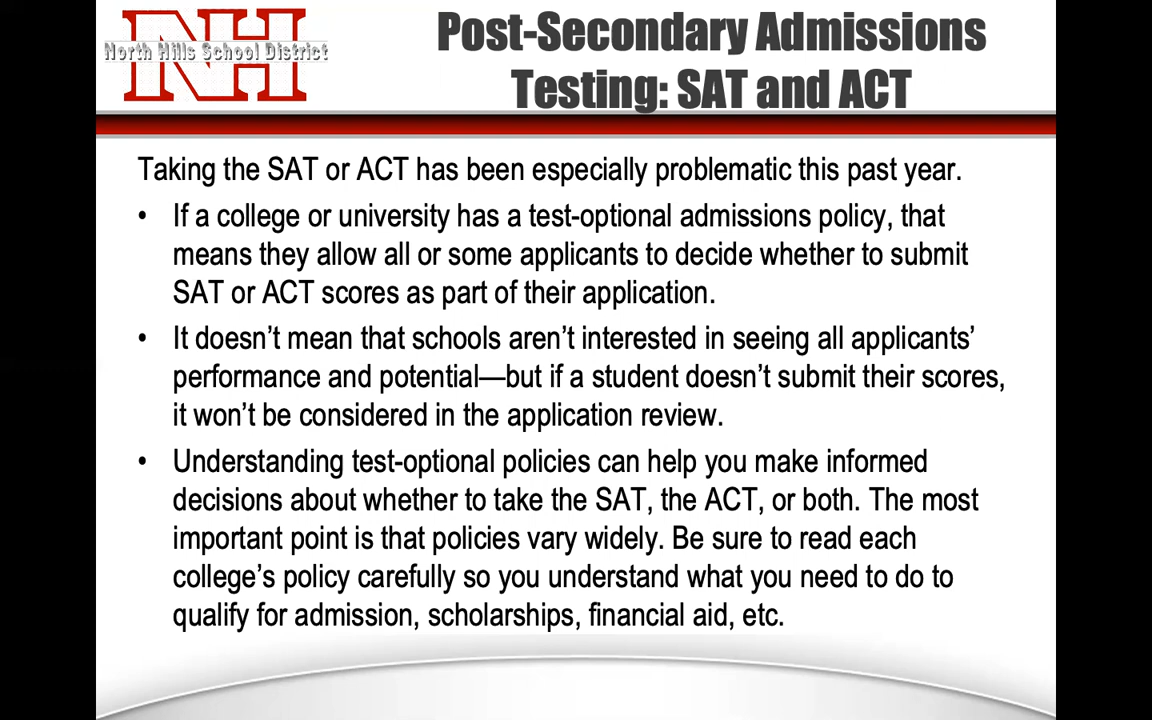 North Hills School District
NH
Post-Secondary Admissions
Testing: SAT and ACT
Taking the SAT or ACT has been especially problematic this past year.
• If a college or university has a test-optional admissions policy, that
means they allow all or some applicants to decide whether to submit
SAT or ACT scores as part of their application.
• It doesn’t mean that schools aren’t interested in seeing all applicants’
performance and potential—but if a student doesn’t submit their scores,
it won’t be considered in the application review.
• Understanding test-optional policies can help you make informed
decisions about whether to take the SAT, the ACT, or both. The most
important point is that policies vary widely. Be sure to read each
college’s policy carefully so you understand what you need to do to
qualify for admission, scholarships, financial aid, etc.